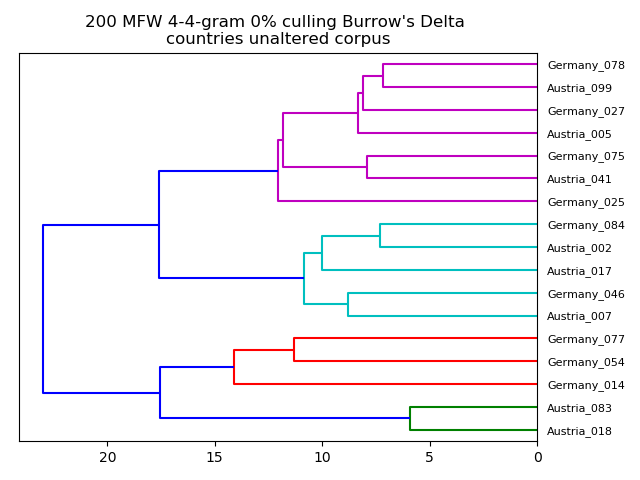 200 MFW 4-4-gram 0% culling Burrow's Delta
countries unaltered corpus
Germany_078
Austria_099
Germany_027
Austria_005
Germany_075
Austria_041
Germany_025
Germany_084
Austria_002
Austria_017
Germany_046
Austria_007
Germany_077
Germany_054
Germany_014
Austria_083
Austria_018
20 15 10 5 0